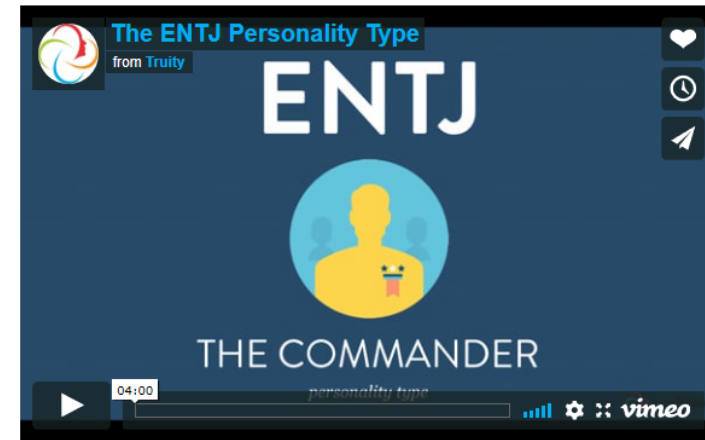 The ENTJ Personality Type
from Truity
ENTJ
THE COMMANDER
personality type
04:00
vimeo